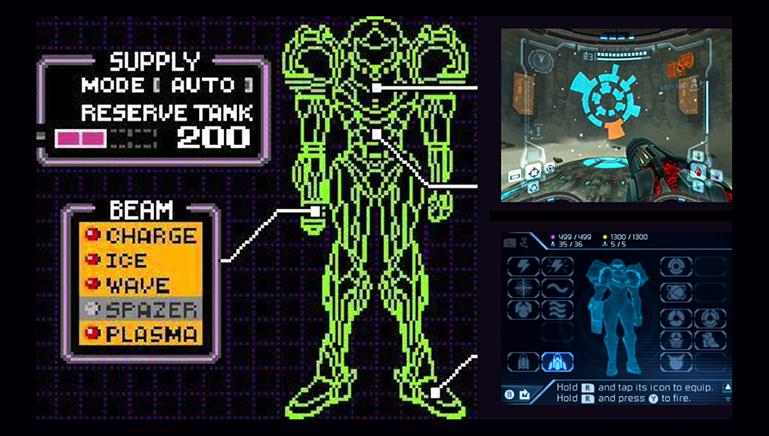 SUPPLY
MODE [ AUTO ]
RESERVE TANK
200
BEAM
CHARGE
ICE
WAVE
SPAZER
PLASMA
499 / 499 1300 / 1300
35 / 36 5 / 5
Hold R and tap its icon to equip.
Hold R and press Y to fire.
B